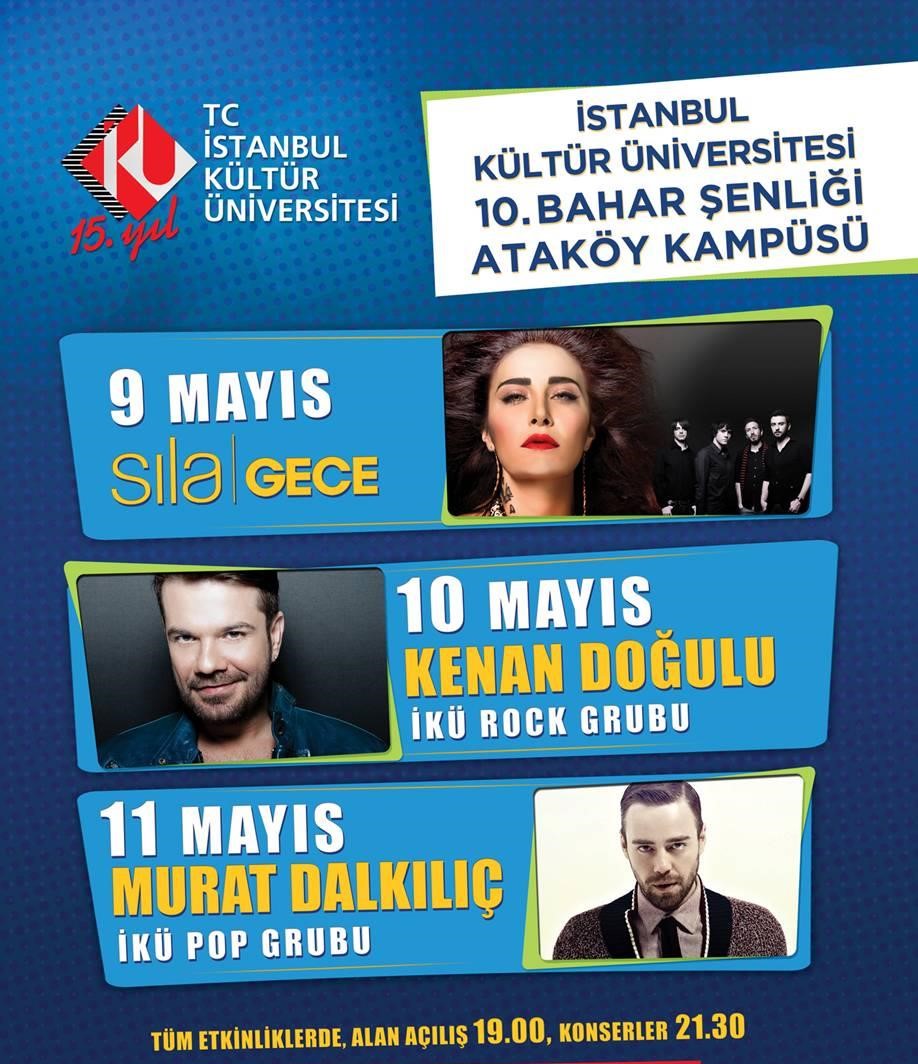 İKÜ
15. yıl
TC
İSTANBUL
KÜLTÜR
ÜNİVERSİTESİ
İSTANBUL
KÜLTÜR ÜNİVERSİTESİ
10. BAHAR ŞENLİĞİ
ATAKÖY KAMPÜSÜ
9 MAYIS
sıla | GECE
10 MAYIS
KENAN DOĞULU
İKÜ ROCK GRUBU
11 MAYIS
MURAT DALKILIÇ
İKÜ POP GRUBU
TÜM ETKİNLİKLERDE, ALAN AÇILIŞ 19.00, KONSERLER 21.30